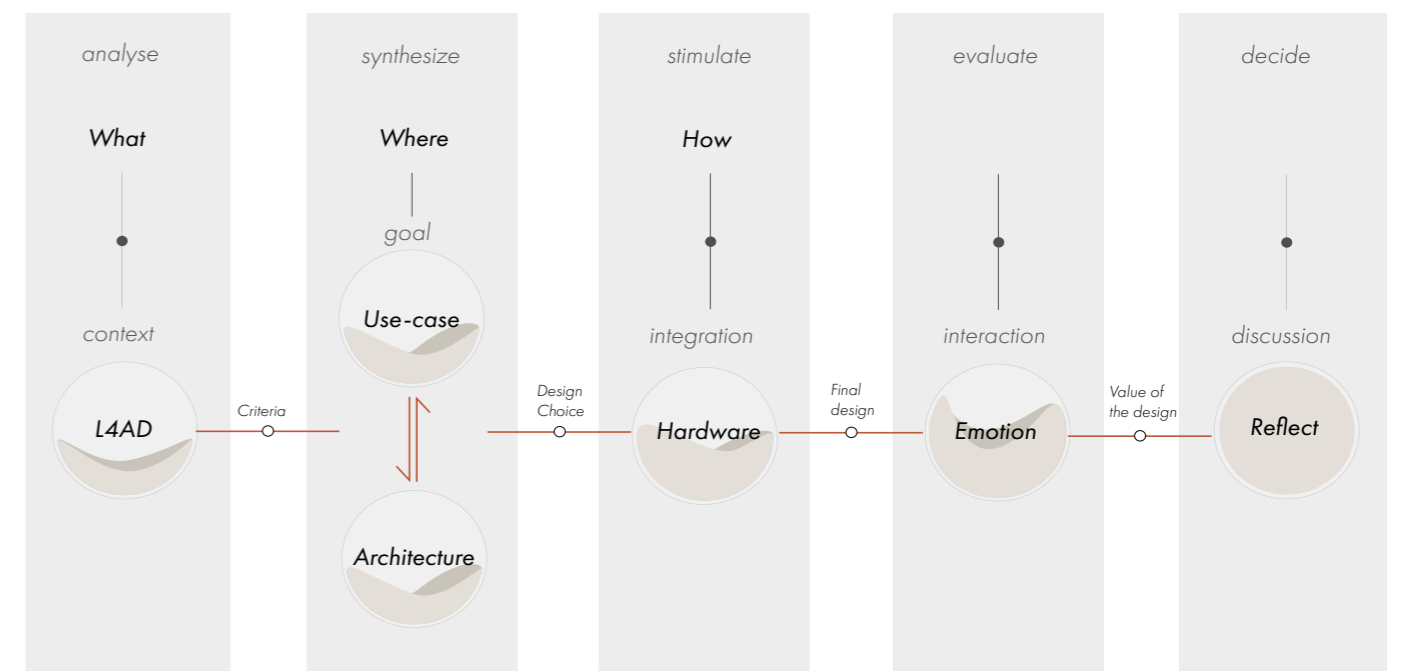 analyse
What
context
L4AD
Criteria
synthesize
Where
goal
Use-case
Architecture
Design
Choice
stimulate
How
integration
Hardware
Final
design
evaluate
interaction
Emotion
Value of
the design
decide
discussion
Reflect